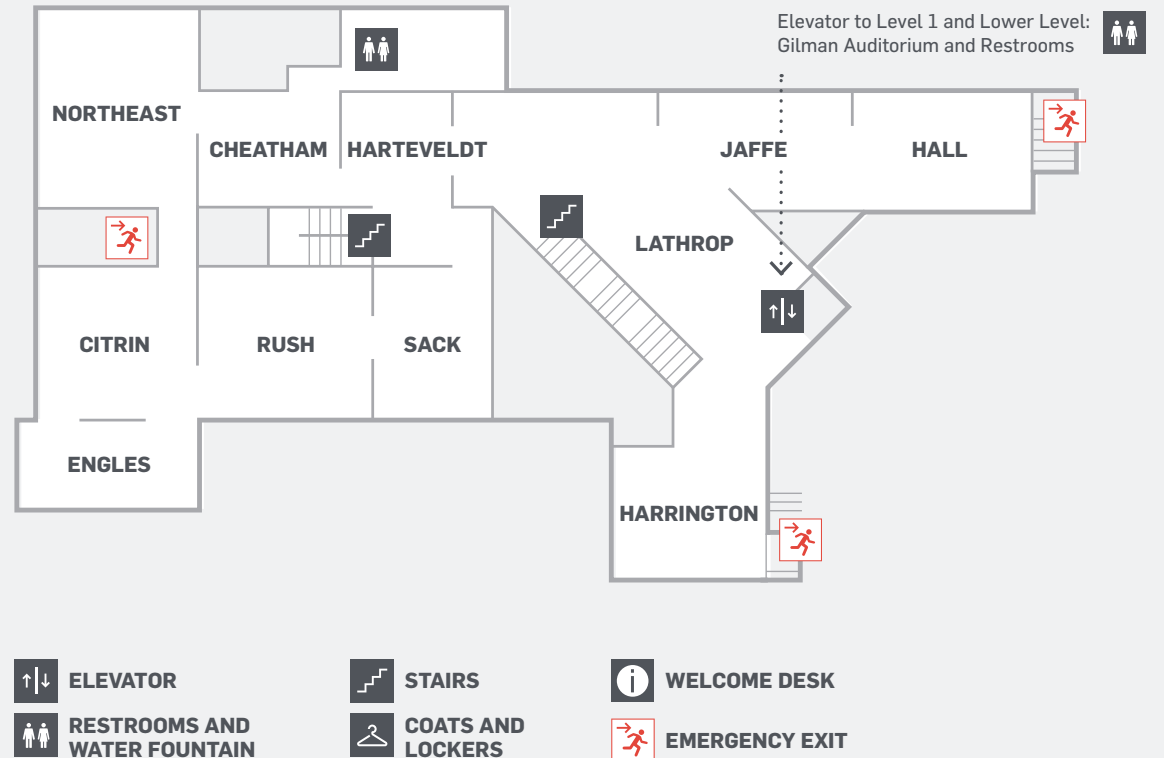 Elevator to Level 1 and Lower Level:
Gilman Auditorium and Restrooms
NORTHEAST
CHEATHAM
HARTEVELDT
JAFFE
HALL
LATHROP
CITRIN
RUSH
SACK
ENGLES
HARRINGTON
ELEVATOR
STAIRS
WELCOME DESK
RESTROOMS AND
WATER FOUNTAIN
COATS AND
LOCKERS
EMERGENCY EXIT